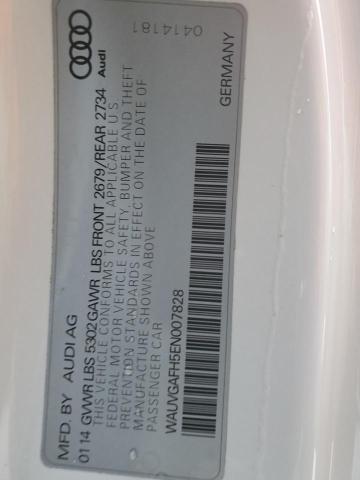 MFD. BY AUDI AG
01 14 GVWR LBS 5302 GAWR LBS FRONT 2679/REAR 2734
THIS VEHICLE CONFORMS TO ALL APPLICABLE U S
FEDERAL MOTOR VEHICLE SAFETY, BUMPER AND THEFT
PREVENTION STANDARDS IN EFFECT ON THE DATE OF
MANUFACTURE SHOWN ABOVE
PASSENGER CAR
WAUVGAFH5EN007828
GERMANY
Audi
0414181